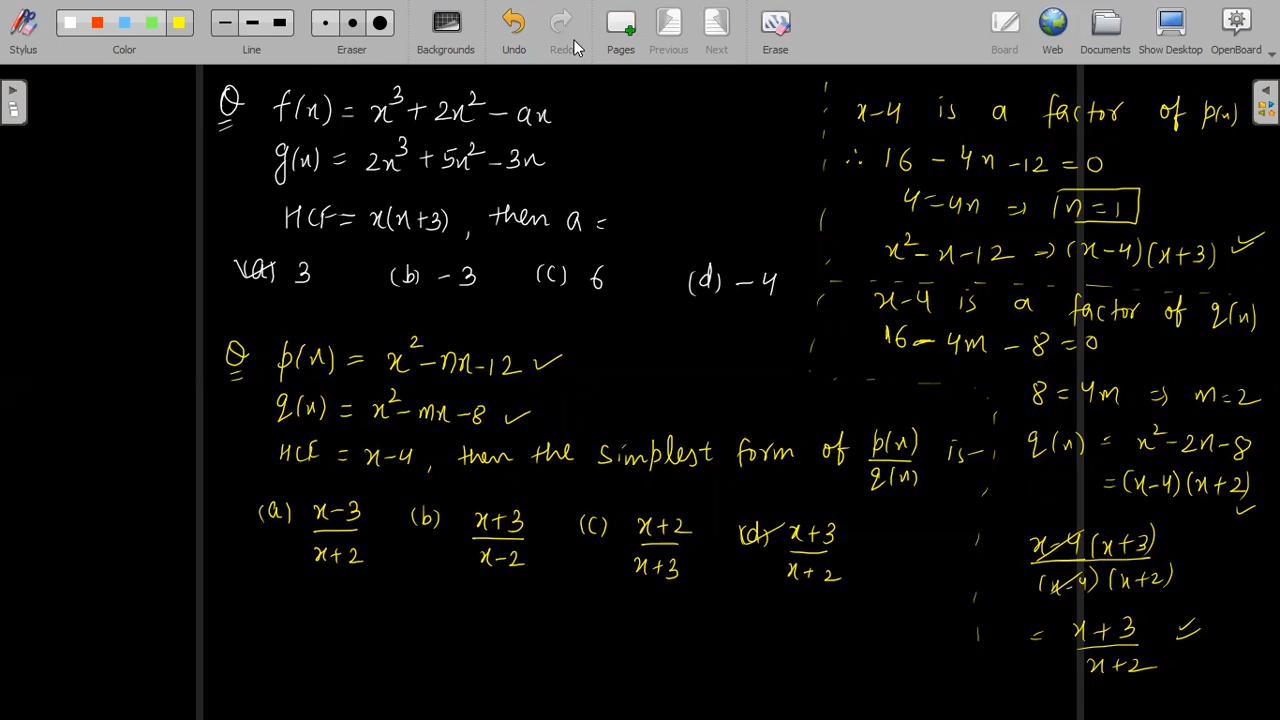 Stylus Color Line Eraser Backgrounds Undo Redo Pages Previous Next Erase Board Web Documents Show Desktop OpenBoard
Q f(x) = x³ + 2x² - ax
g(x) = 2x³ + 5x² - 3x
HCF = x(x+3), then a =
(a) 3 (b) -3 (c) 6 (d) -4
Q p(x) = x² - nx - 12 ✓
q(x) = x² - mx - 8 ✓
HCF = x-4, then the simplest form of p(x)/q(x) is-
(a) x-3/x+2 (b) x+3/x-2 (c) x+2/x+3 (d) x+3/x+2
x-4 is a factor of p(x)
∴ 16 - 4n - 12 = 0
4 = 4n ⇒ n = 1
x² - x - 12 ⇒ (x-4)(x+3) ✓
x-4 is a factor of q(x)
16 - 4m - 8 = 0
8 = 4m ⇒ m = 2
q(x) = x² - 2x - 8
= (x-4)(x+2) ✓
(x-4)(x+3)/(x-4)(x+2)
= x+3/x+2 ✓